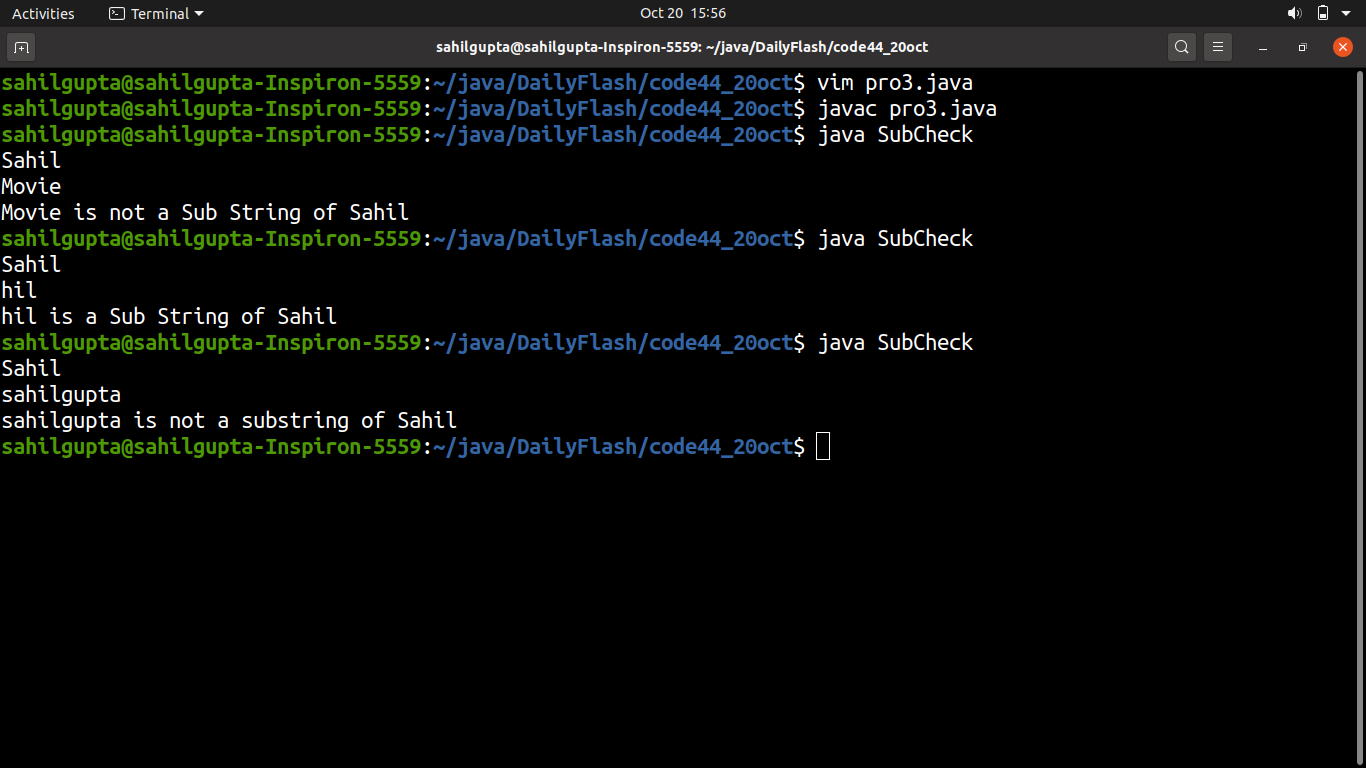 Activities Terminal Oct 20 15:56
sahilgupta@sahilgupta-Inspiron-5559: ~/java/DailyFlash/code44_20oct
sahilgupta@sahilgupta-Inspiron-5559:~/java/DailyFlash/code44_20oct$ vim pro3.java
sahilgupta@sahilgupta-Inspiron-5559:~/java/DailyFlash/code44_20oct$ javac pro3.java
sahilgupta@sahilgupta-Inspiron-5559:~/java/DailyFlash/code44_20oct$ java SubCheck
Sahil
Movie
Movie is not a Sub String of Sahil
sahilgupta@sahilgupta-Inspiron-5559:~/java/DailyFlash/code44_20oct$ java SubCheck
Sahil
hil
hil is a Sub String of Sahil
sahilgupta@sahilgupta-Inspiron-5559:~/java/DailyFlash/code44_20oct$ java SubCheck
Sahil
sahilgupta
sahilgupta is not a substring of Sahil
sahilgupta@sahilgupta-Inspiron-5559:~/java/DailyFlash/code44_20oct$